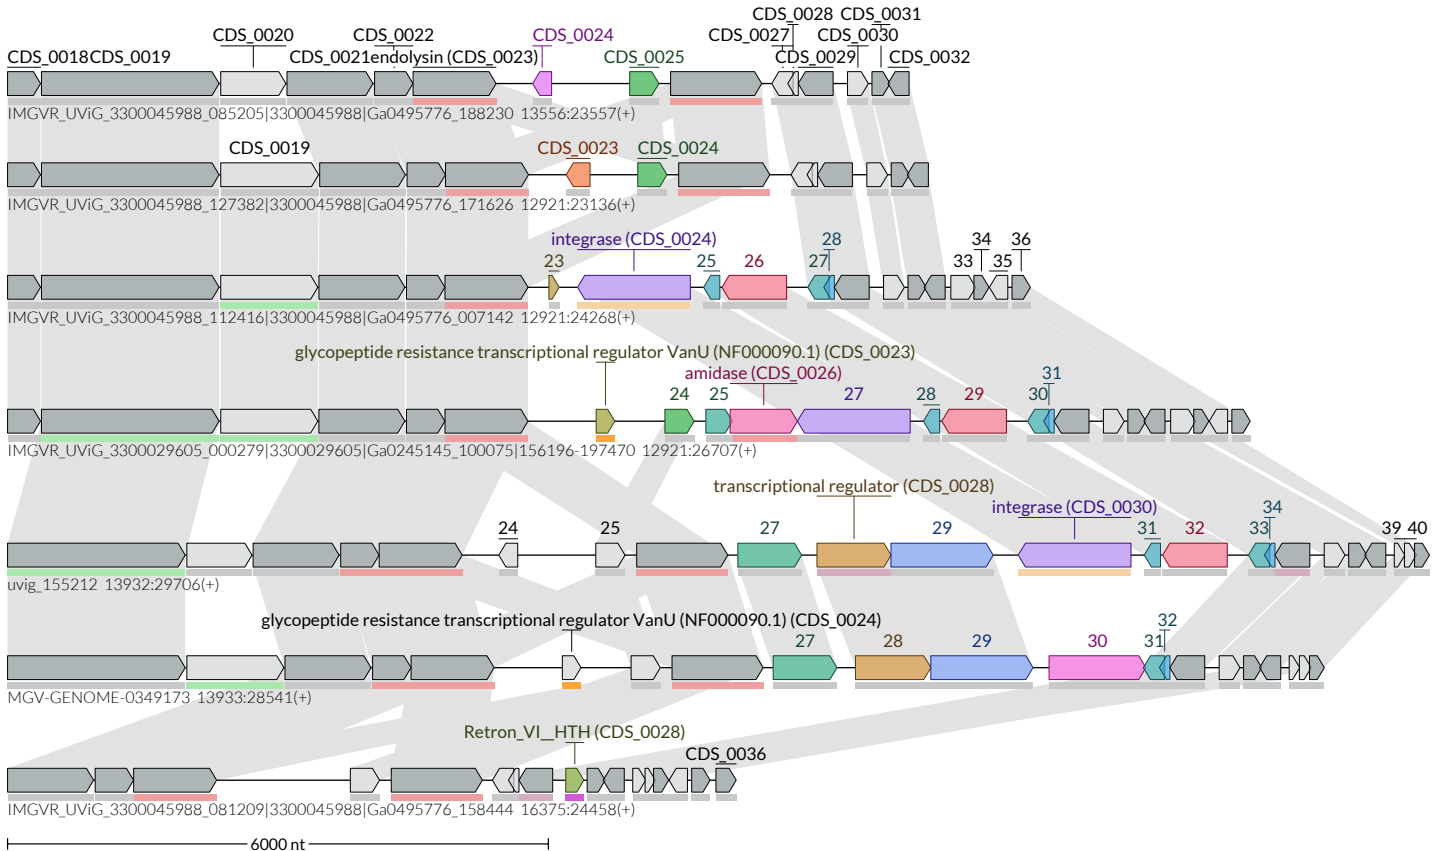 CDS_0028 CDS_0031
CDS_0020 CDS_0022 CDS_0024 CDS_0027 CDS_0030
CDS_0018 CDS_0019 CDS_0021 endolysin (CDS_0023) CDS_0025 CDS_0029 CDS_0032
IMGVR_UViG_3300045988_085205|3300045988|Ga0495776_188230 13556:23557(+)
CDS_0019 CDS_0023 CDS_0024
IMGVR_UViG_3300045988_127382|3300045988|Ga0495776_171626 12921:23136(+)
integrase (CDS_0024) 28 34 36
23 25 26 27 33 35
IMGVR_UViG_3300045988_112416|3300045988|Ga0495776_007142 12921:24268(+)
glycopeptide resistance transcriptional regulator VanU (NF000090.1) (CDS_0023)
amidase (CDS_0026) 31
24 25 27 28 29 30
IMGVR_UViG_3300029605_000279|3300029605|Ga0245145_100075|156196-197470 12921:26707(+)
transcriptional regulator (CDS_0028)
integrase (CDS_0030) 34
24 25 27 29 31 32 33 39 40
uvig_155212 13932:29706(+)
glycopeptide resistance transcriptional regulator VanU (NF000090.1) (CDS_0024) 32
27 28 29 30 31
MGV-GENOME-0349173 13933:28541(+)
Retron_VI__HTH (CDS_0028)
CDS_0036
IMGVR_UViG_3300045988_081209|3300045988|Ga0495776_158444 16375:24458(+)
6000 nt